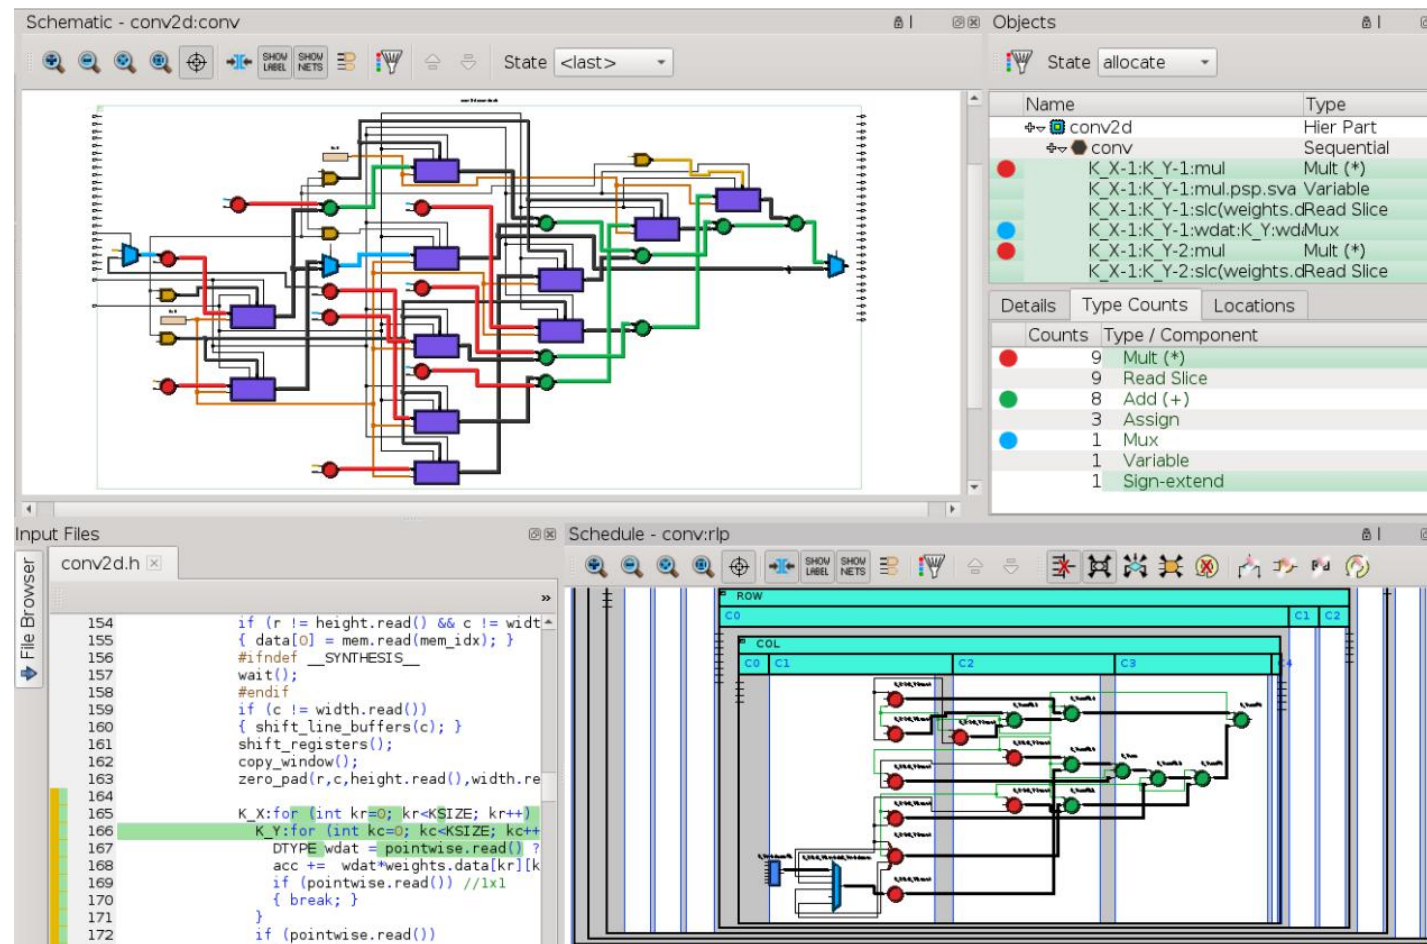 Schematic - conv2d:conv
SHOW LABEL
SHOW NETS
State <last>
Objects
State allocate
Name Type
conv2d Hier Part
conv Sequential
K_X-1:K_Y-1:mul Mult (*)
K_X-1:K_Y-1:mul.psp.sva Variable
K_X-1:K_Y-1:slc(weights.d Read Slice
K_X-1:K_Y-1:wdat:K_Y:wd Mux
K_X-1:K_Y-2:mul Mult (*)
K_X-1:K_Y-2:slc(weights.d Read Slice
Details Type Counts Locations
Counts Type / Component
9 Mult (*)
9 Read Slice
8 Add (+)
3 Assign
1 Mux
1 Variable
1 Sign-extend
Input Files
File Browser
conv2d.h
»
154 if (r != height.read() && c != widt
155 { data[0] = mem.read(mem_idx); }
156 #ifndef __SYNTHESIS__
157 wait();
158 #endif
159 if (c != width.read())
160 { shift_line_buffers(c); }
161 shift_registers();
162 copy_window();
163 zero_pad(r,c,height.read(),width.re
164
165 K_X:for (int kr=0; kr<KSIZE; kr++)
166 K_Y:for (int kc=0; kc<KSIZE; kc++
167 DTYPE wdat = pointwise.read() ?
168 acc += wdat*weights.data[kr][k
169 if (pointwise.read()) //1x1
170 { break; }
171 }
172 if (pointwise.read())
Schedule - conv:rlp
SHOW LABEL
SHOW NETS
ROW
C0 C1 C2
COL
C0 C1 C2 C3 C4